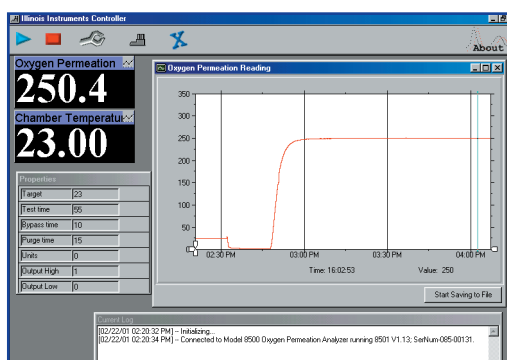 Illinois Instruments Controller
About
Oxygen Permeation
250.4
Chamber Temperatur
23.00
Properties
Target 23
Test time 55
Bypass time 10
Purge time 15
Units 0
Output High 1
Output Low 0
Oxygen Permeation Reading
350
300
250
200
150
100
50
0
02:30 PM 03:00 PM 03:30 PM 04:00 PM
Time: 16:02:53 Value: 250
Start Saving to File
Current Log
[02/22/01 02:20:32 PM] -- Initializing...
[02/22/01 02:20:34 PM] -- Connected to Model 8500 Oxygen Permeation Analyzer running 8501 V1.13; SerNum-085-00131.